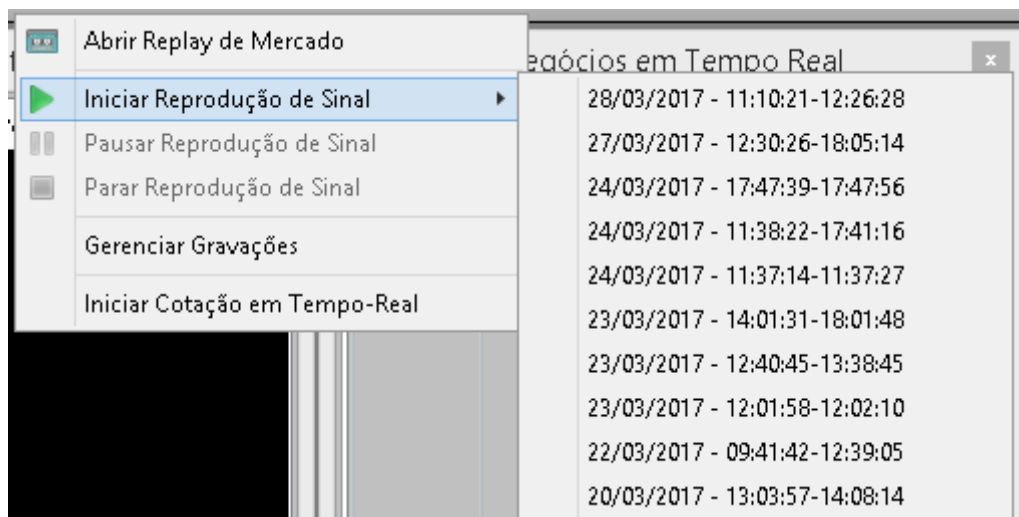 Abrir Replay de Mercado
egócios em Tempo Real
x
Iniciar Reprodução de Sinal
Pausar Reprodução de Sinal
Parar Reprodução de Sinal
Gerenciar Gravações
Iniciar Cotação em Tempo-Real
28/03/2017 - 11:10:21-12:26:28
27/03/2017 - 12:30:26-18:05:14
24/03/2017 - 17:47:39-17:47:56
24/03/2017 - 11:38:22-17:41:16
24/03/2017 - 11:37:14-11:37:27
23/03/2017 - 14:01:31-18:01:48
23/03/2017 - 12:40:45-13:38:45
23/03/2017 - 12:01:58-12:02:10
22/03/2017 - 09:41:42-12:39:05
20/03/2017 - 13:03:57-14:08:14